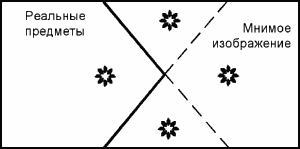 Реальные
предметы
Мнимое
изображение